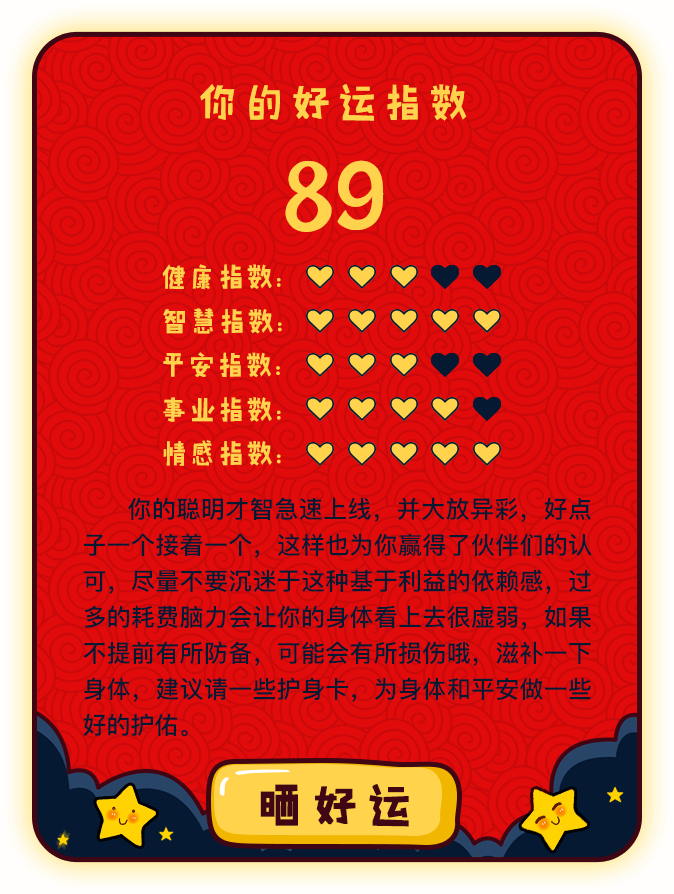 你的好运指数
89
健康指数:
智慧指数:
平安指数:
事业指数:
情感指数:
你的聪明才智急速上线，并大放异彩，好点
子一个接着一个，这样也为你赢得了伙伴们的认
可，尽量不要沉迷于这种基于利益的依赖感，过
多的耗费脑力会让你的身体看上去很虚弱，如果
不提前有所防备，可能会有所损伤哦，滋补一下
身体，建议请一些护身卡，为身体和平安做一些
好的护佑。
晒好运